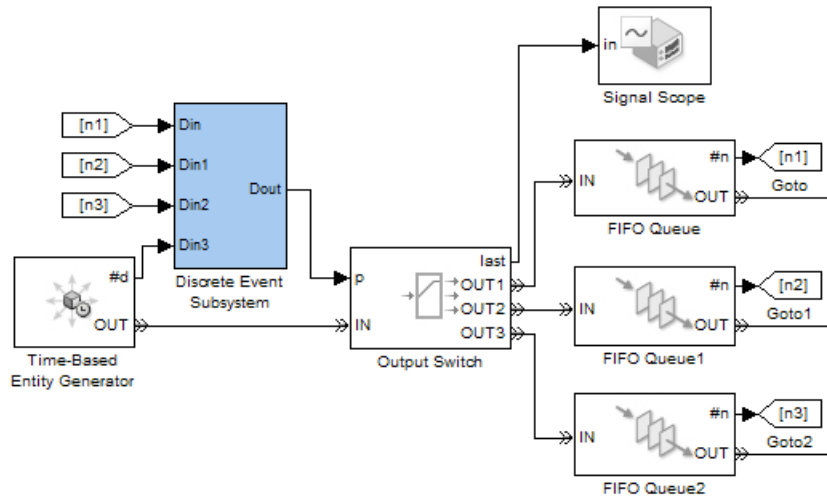 in
Signal Scope
[n1]
[n2]
[n3]
Din
Din1
Din2
Din3
Dout
Discrete Event
Subsystem
#d
OUT
Time-Based
Entity Generator
p
IN
last
OUT1
OUT2
OUT3
Output Switch
IN
#n
OUT
FIFO Queue
[n1]
Goto
IN
#n
OUT
FIFO Queue1
[n2]
Goto1
IN
#n
OUT
FIFO Queue2
[n3]
Goto2